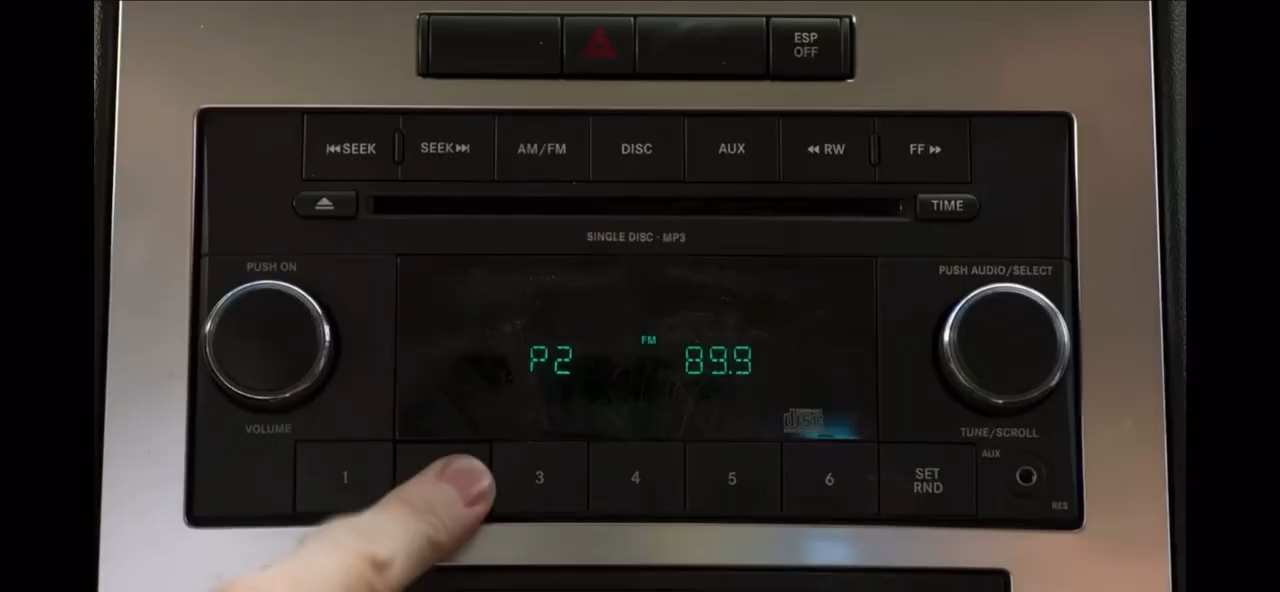 ESP
OFF
SEEK
SEEK
AM/FM
DISC
AUX
RW
FF
TIME
SINGLE DISC · MP3
PUSH ON
PUSH AUDIO/SELECT
FM
P2
89.9
disc
VOLUME
TUNE/SCROLL
1
3
4
5
6
SET
RND
AUX
RES